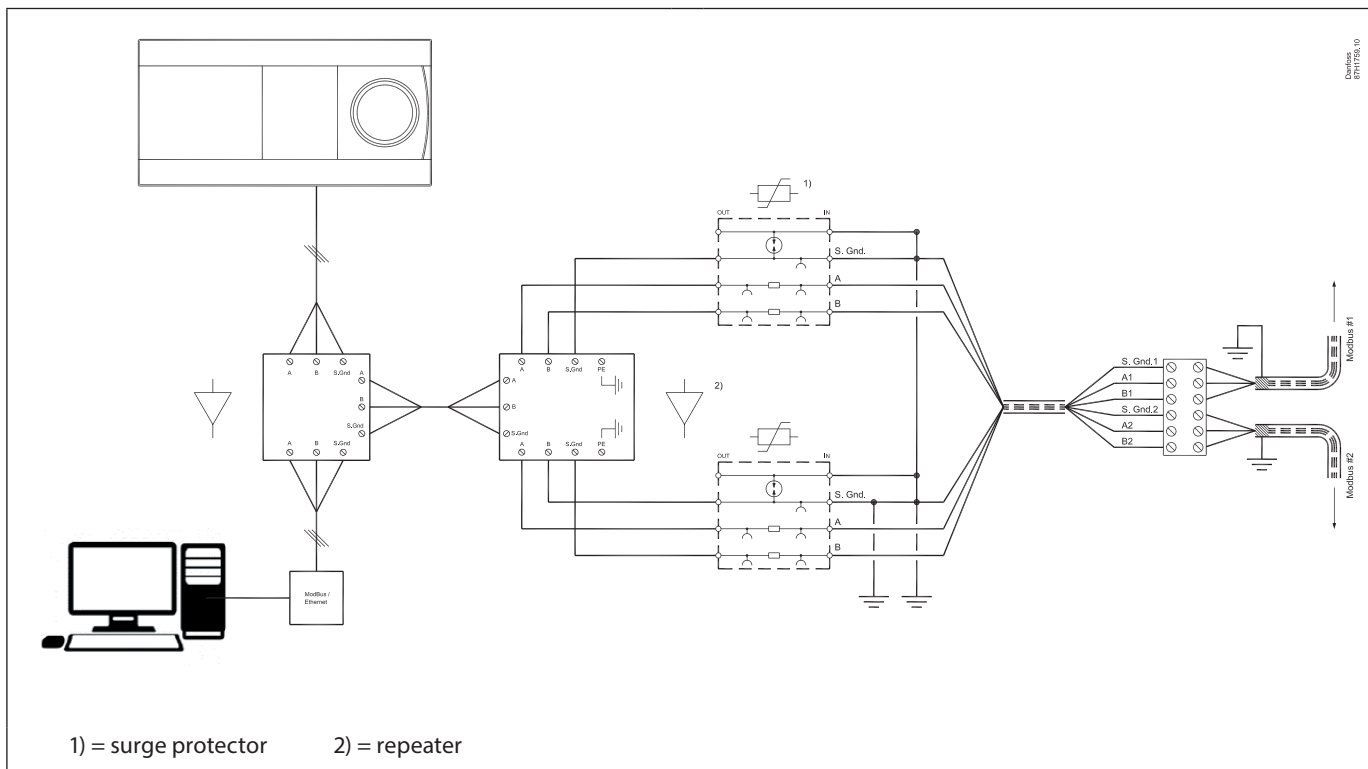 Danfoss
87H1759.10
1)
OUT IN
S. Gnd.
A
B
A B S.Gnd A
B
S.Gnd
A B S.Gnd
A B S.Gnd PE
A
B
S.Gnd
A B S.Gnd PE
2)
OUT IN
S. Gnd.
A
B
S. Gnd.1
A1
B1
S. Gnd.2
A2
B2
Modbus #1
Modbus #2
ModBus /
Ethernet
1) = surge protector 2) = repeater